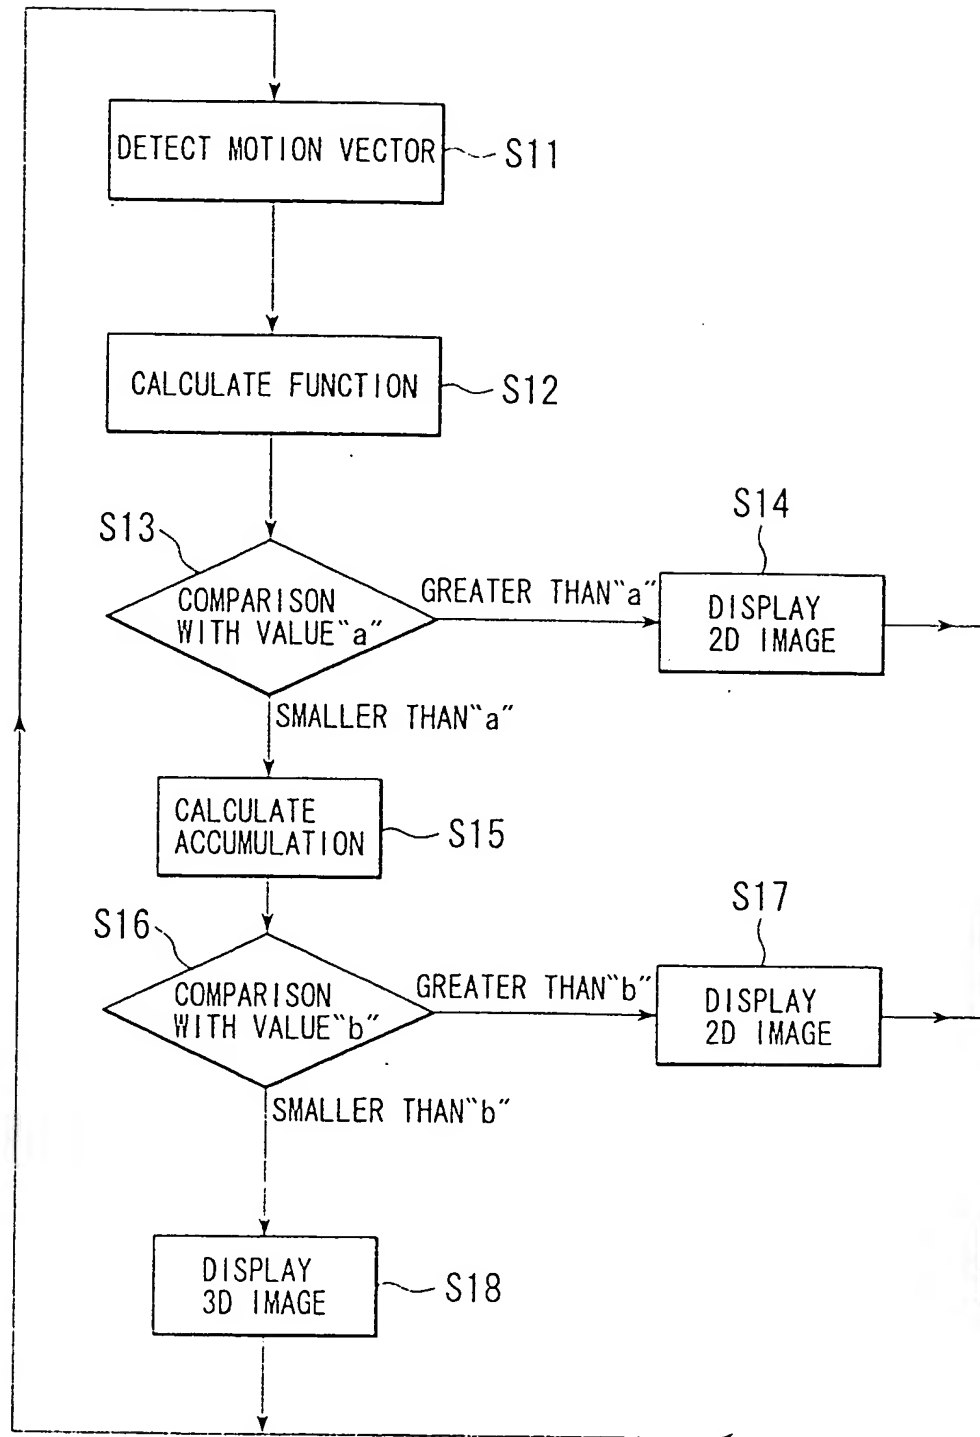 DETECT MOTION VECTOR
S11
CALCULATE FUNCTION
S12
S13
COMPARISON
WITH VALUE"a"
GREATER THAN"a"
S14
DISPLAY
2D IMAGE
SMALLER THAN"a"
CALCULATE
ACCUMULATION
S15
S16
COMPARISON
WITH VALUE"b"
GREATER THAN"b"
S17
DISPLAY
2D IMAGE
SMALLER THAN"b"
DISPLAY
3D IMAGE
S18